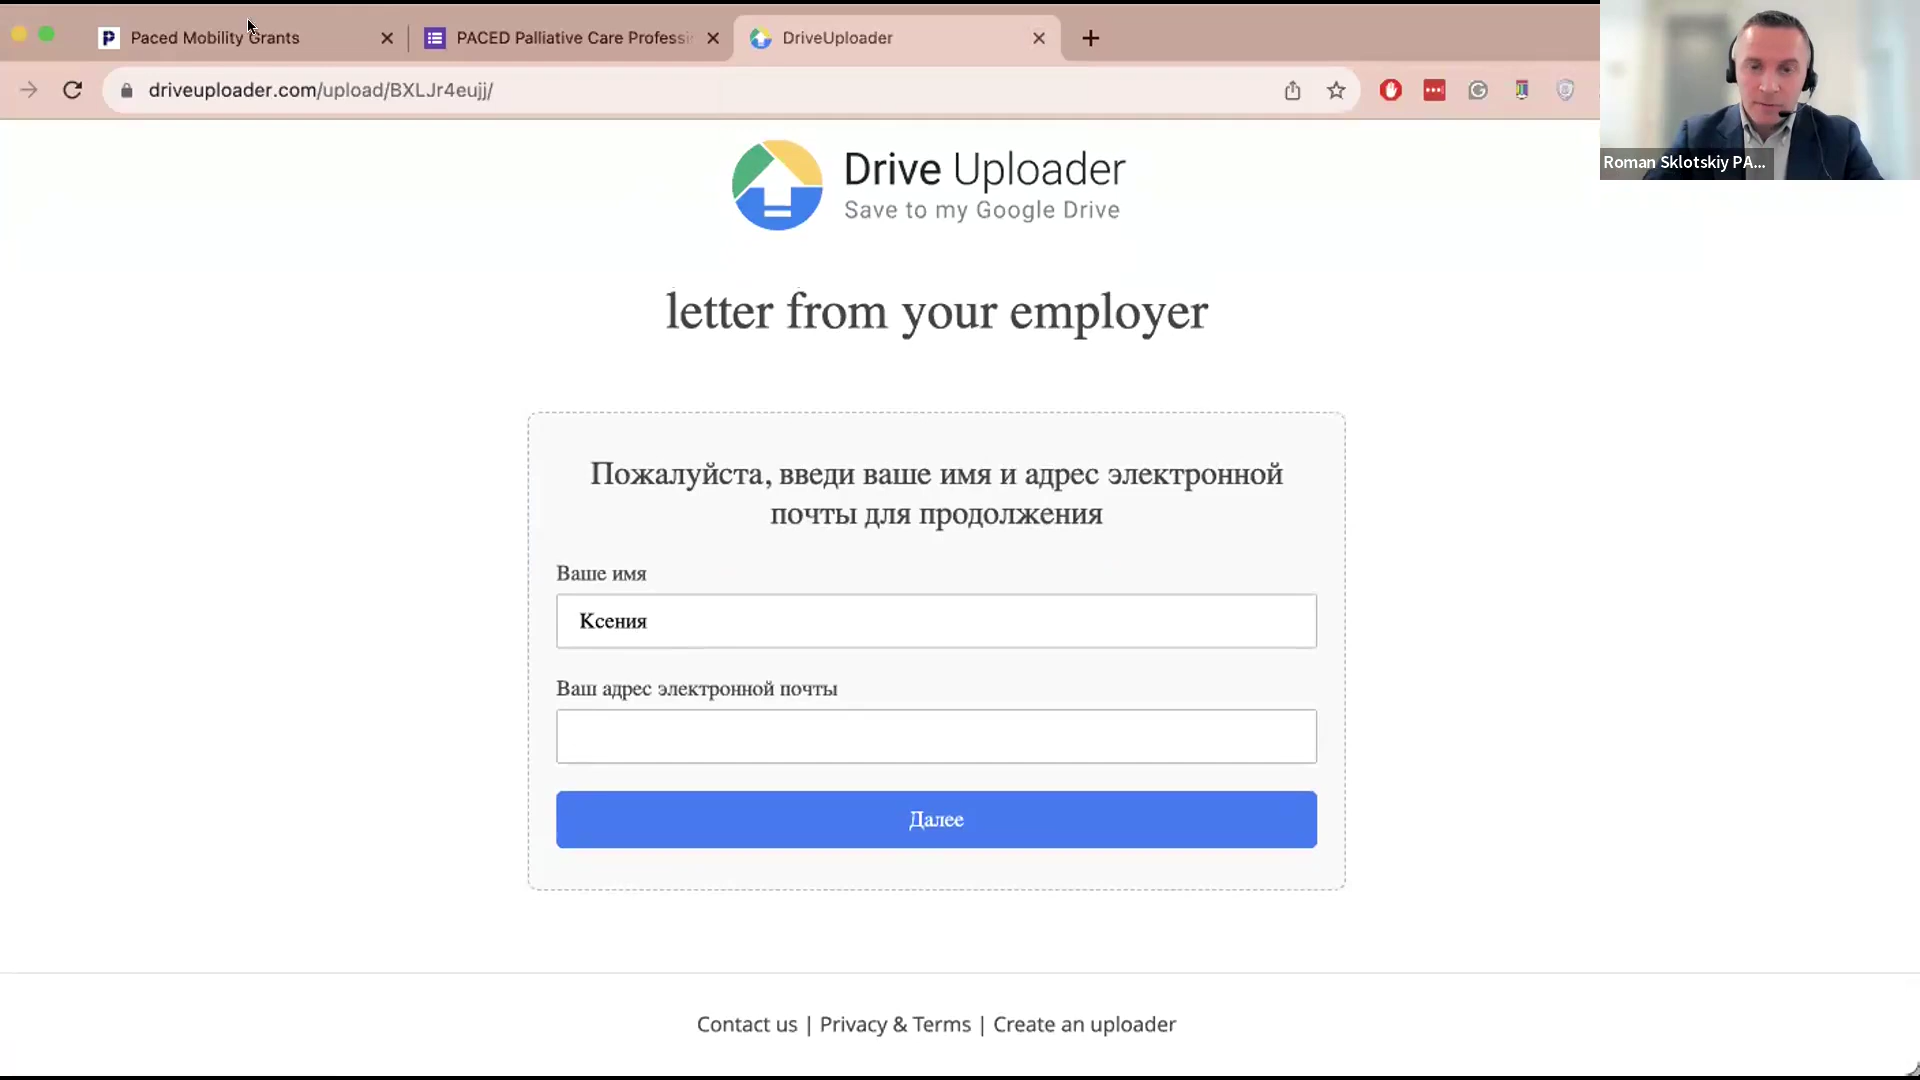 Paced Mobility Grants
PACED Palliative Care Professi
DriveUploader
driveuploader.com/upload/BXLJr4eujj/
Roman Sklotskiy PA...
Drive Uploader
Save to my Google Drive
letter from your employer
Пожалуйста, введи ваше имя и адрес электронной
почты для продолжения
Ваше имя
Ксения
Ваш адрес электронной почты
Далее
Contact us | Privacy & Terms | Create an uploader